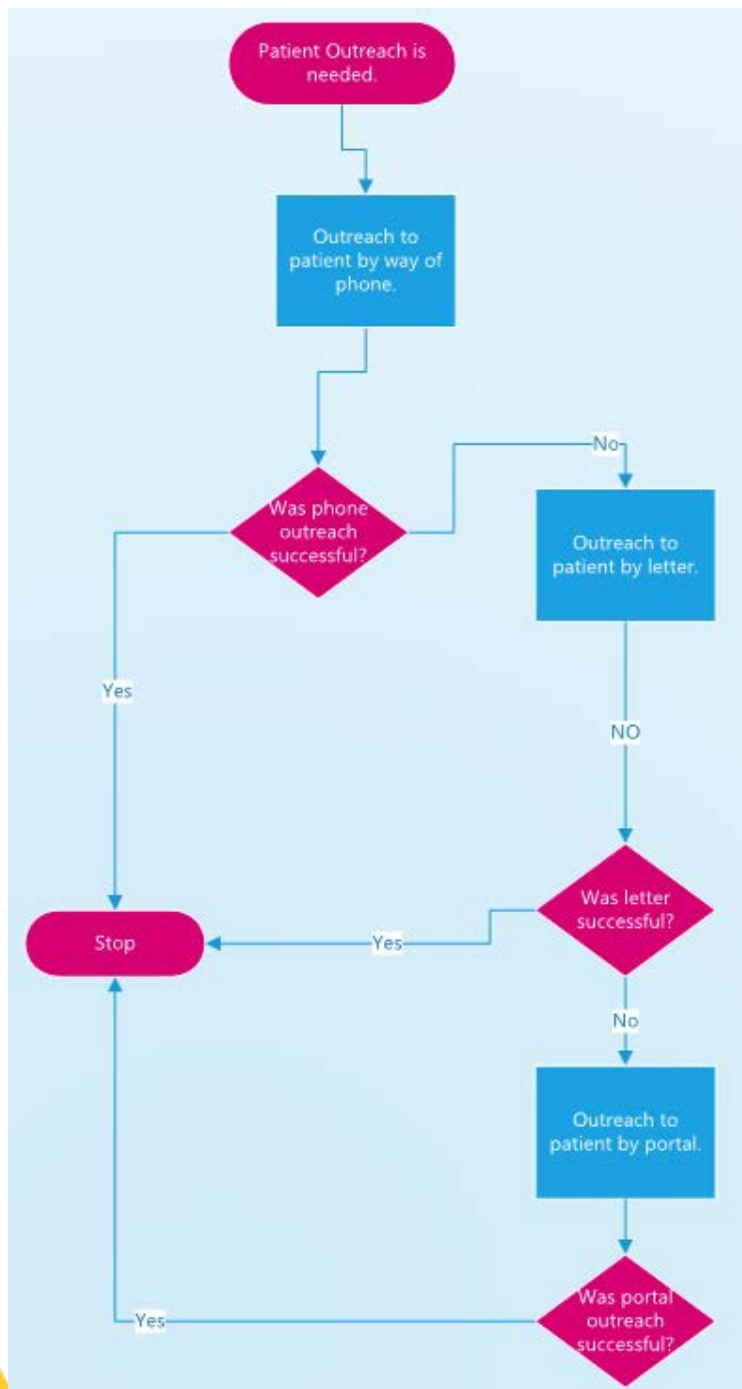 Patient Outreach is
needed.
Outreach to
patient by way of
phone.
No
Was phone
outreach
successful?
Outreach to
patient by letter.
Yes
NO
Was letter
successful?
Stop
Yes
No
Outreach to
patient by portal.
Was portal
outreach
successful?
Yes